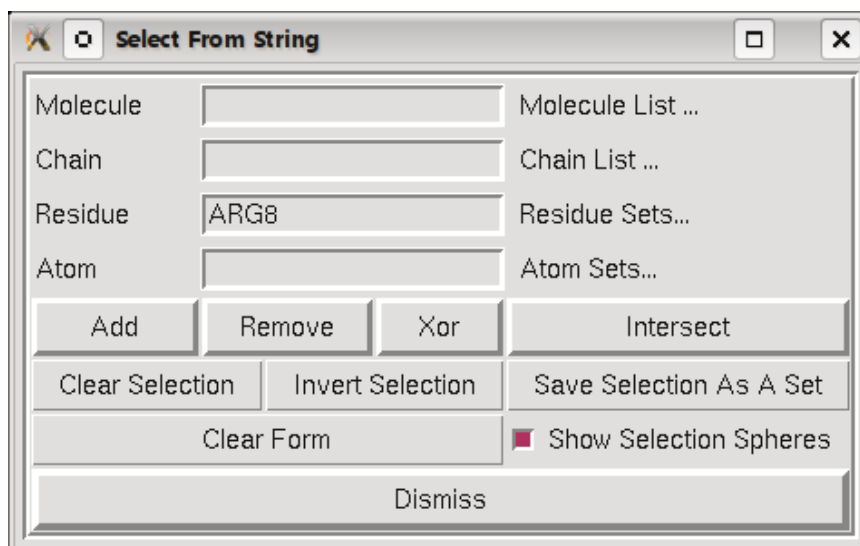 Select From String
Molecule Molecule List ...
Chain Chain List ...
Residue ARG8 Residue Sets...
Atom Atom Sets...
Add Remove Xor Intersect
Clear Selection Invert Selection Save Selection As A Set
Clear Form Show Selection Spheres
Dismiss